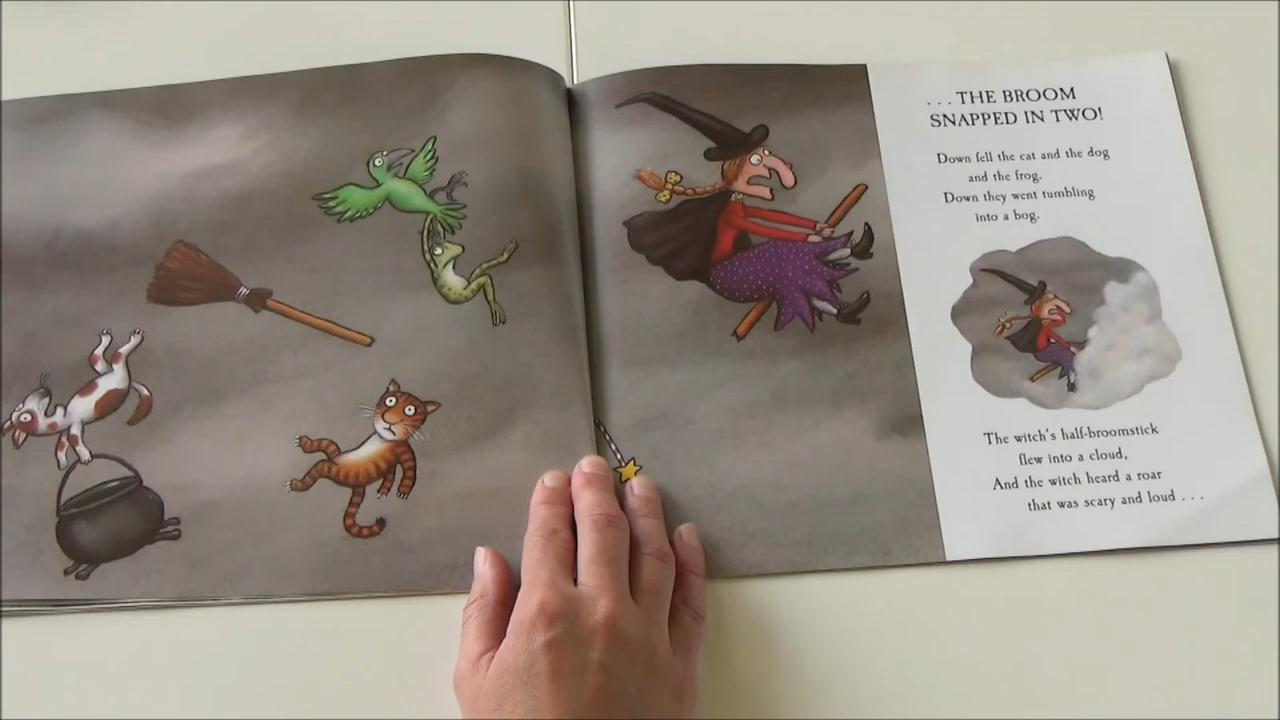 . . . THE BROOM
SNAPPED IN TWO!
Down fell the cat and the dog
and the frog.
Down they went tumbling
into a bog.
The witch's half-broomstick
flew into a cloud,
And the witch heard a roar
that was scary and loud . . .